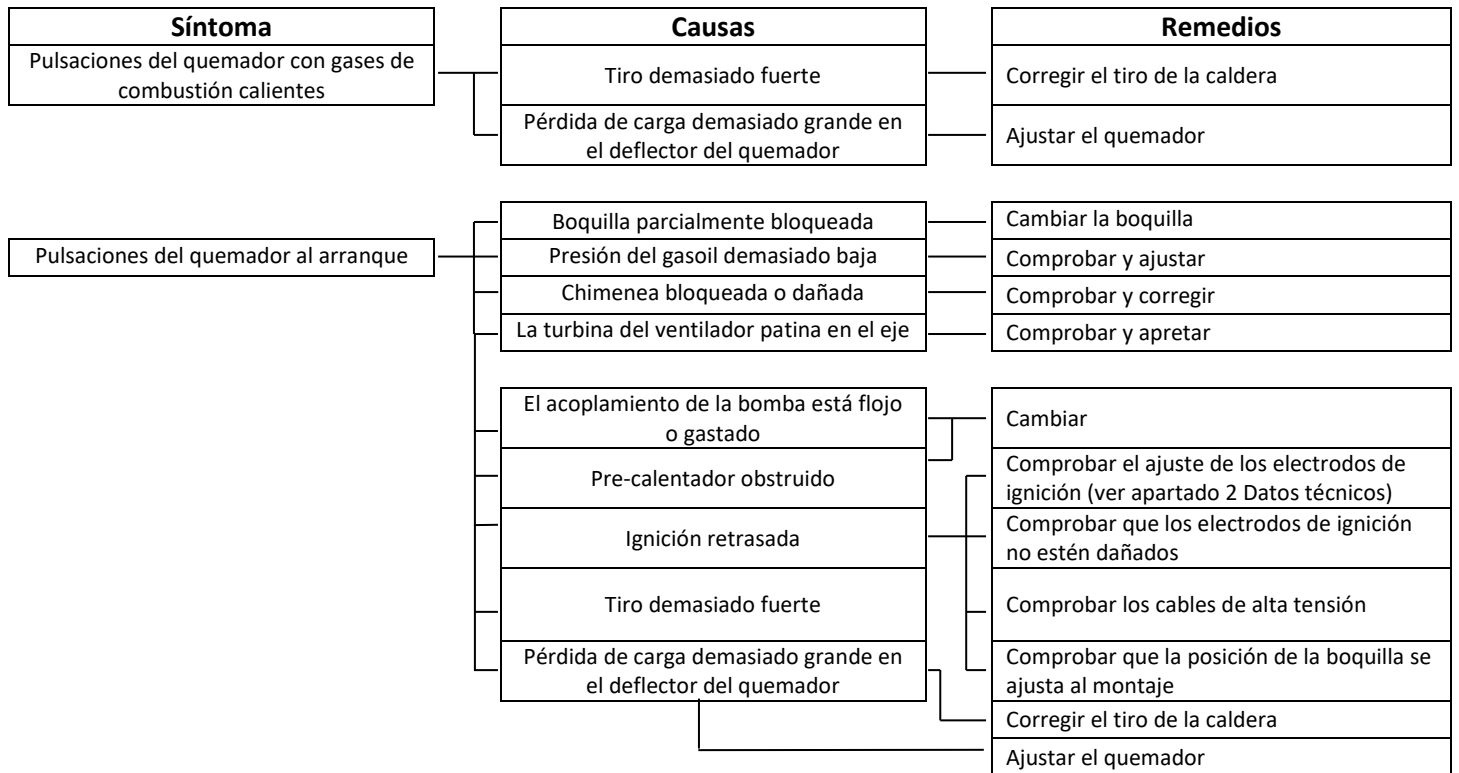 Síntoma
Causas
Remedios
Pulsaciones del quemador con gases de
combustión calientes
Tiro demasiado fuerte
Corregir el tiro de la caldera
Pérdida de carga demasiado grande en
el deflector del quemador
Ajustar el quemador
Pulsaciones del quemador al arranque
Boquilla parcialmente bloqueada
Cambiar la boquilla
Presión del gasoil demasiado baja
Comprobar y ajustar
Chimenea bloqueada o dañada
Comprobar y corregir
La turbina del ventilador patina en el eje
Comprobar y apretar
El acoplamiento de la bomba está flojo
o gastado
Cambiar
Pre-calentador obstruido
Comprobar el ajuste de los electrodos de
ignición (ver apartado 2 Datos técnicos)
Ignición retrasada
Comprobar que los electrodos de ignición
no estén dañados
Tiro demasiado fuerte
Comprobar los cables de alta tensión
Pérdida de carga demasiado grande en
el deflector del quemador
Comprobar que la posición de la boquilla se
ajusta al montaje
Corregir el tiro de la caldera
Ajustar el quemador